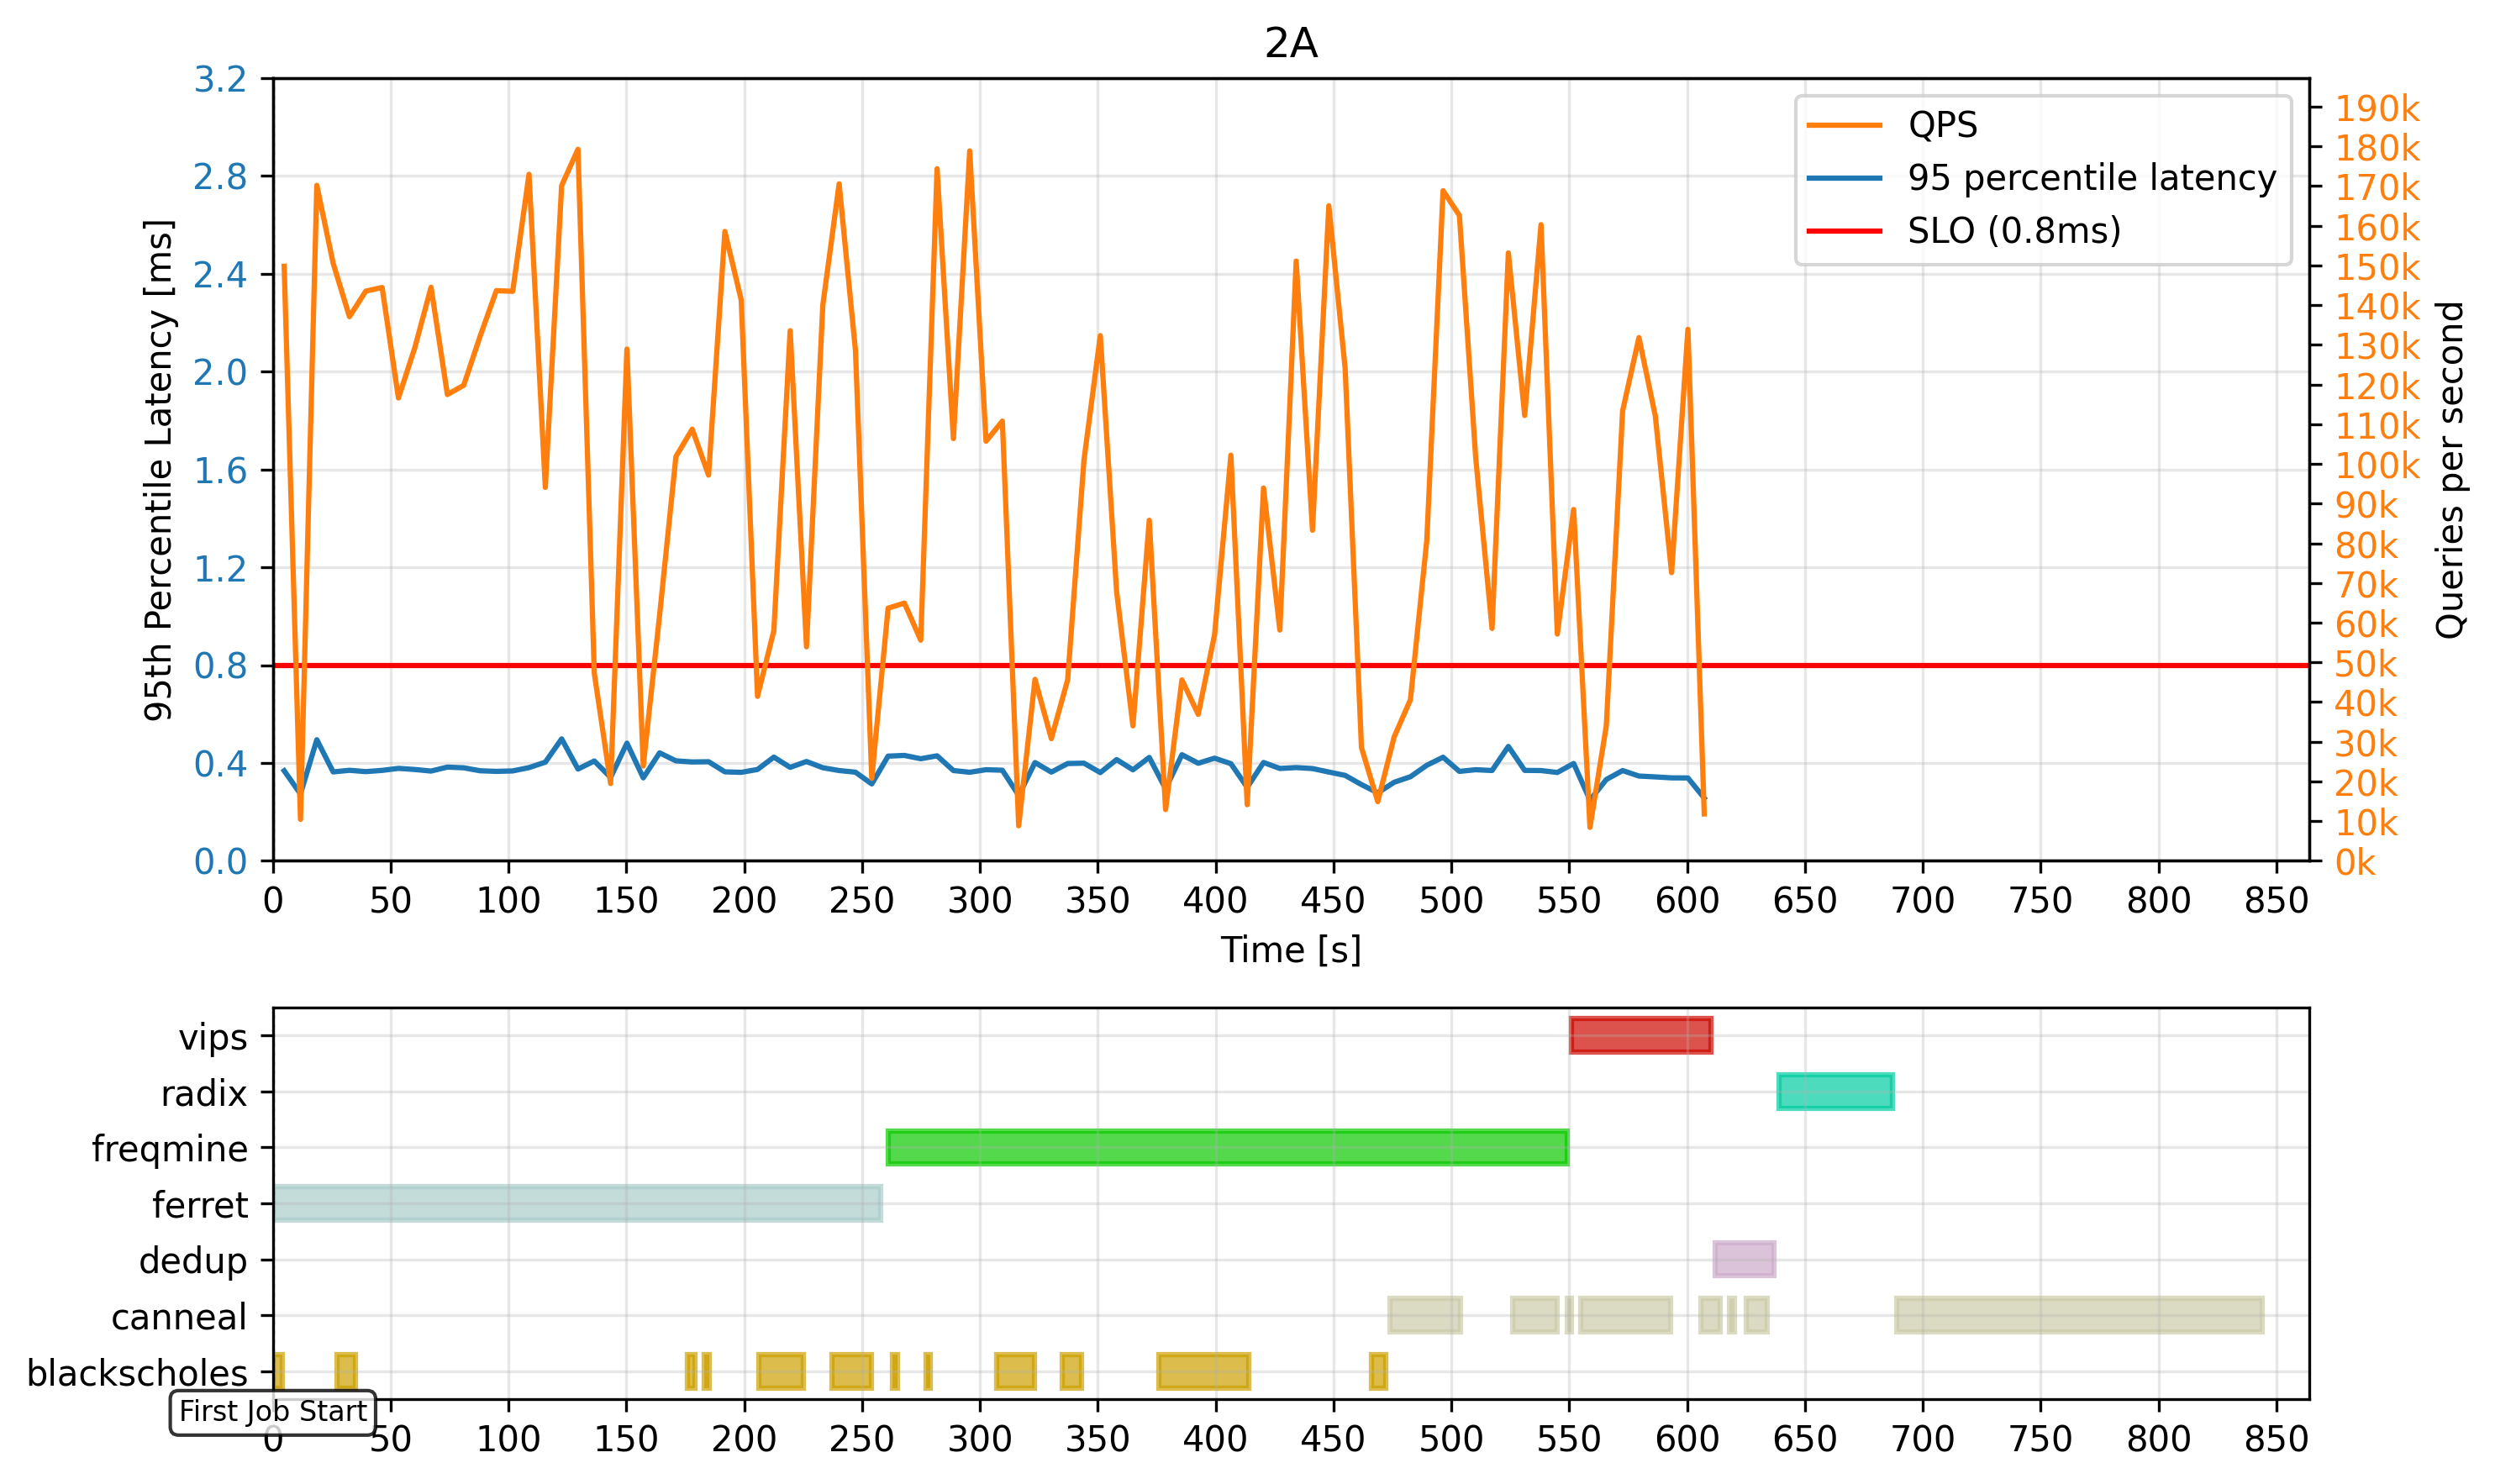 2A
3.2
2.8
2.4
2.0
1.6
1.2
0.8
0.4
0.0
95th Percentile Latency [ms]
QPS
95 percentile latency
SLO (0.8ms)
190k
180k
170k
160k
150k
140k
130k
120k
110k
100k
90k
80k
70k
60k
50k
40k
30k
20k
10k
0k
Queries per second
0 50 100 150 200 250 300 350 400 450 500 550 600 650 700 750 800 850
Time [s]
vips
radix
freqmine
ferret
dedup
canneal
blackscholes
First Job Start
0 50 100 150 200 250 300 350 400 450 500 550 600 650 700 750 800 850